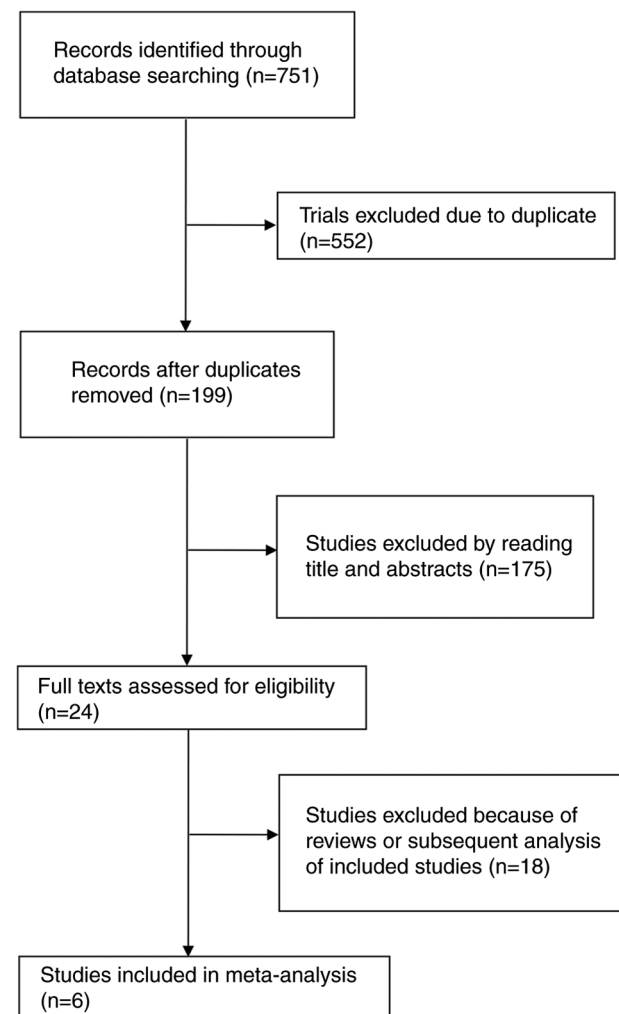 Records identified through
database searching (n=751)
Trials excluded due to duplicate
(n=552)
Records after duplicates
removed (n=199)
Studies excluded by reading
title and abstracts (n=175)
Full texts assessed for eligibility
(n=24)
Studies excluded because of
reviews or subsequent analysis
of included studies (n=18)
Studies included in meta-analysis
(n=6)